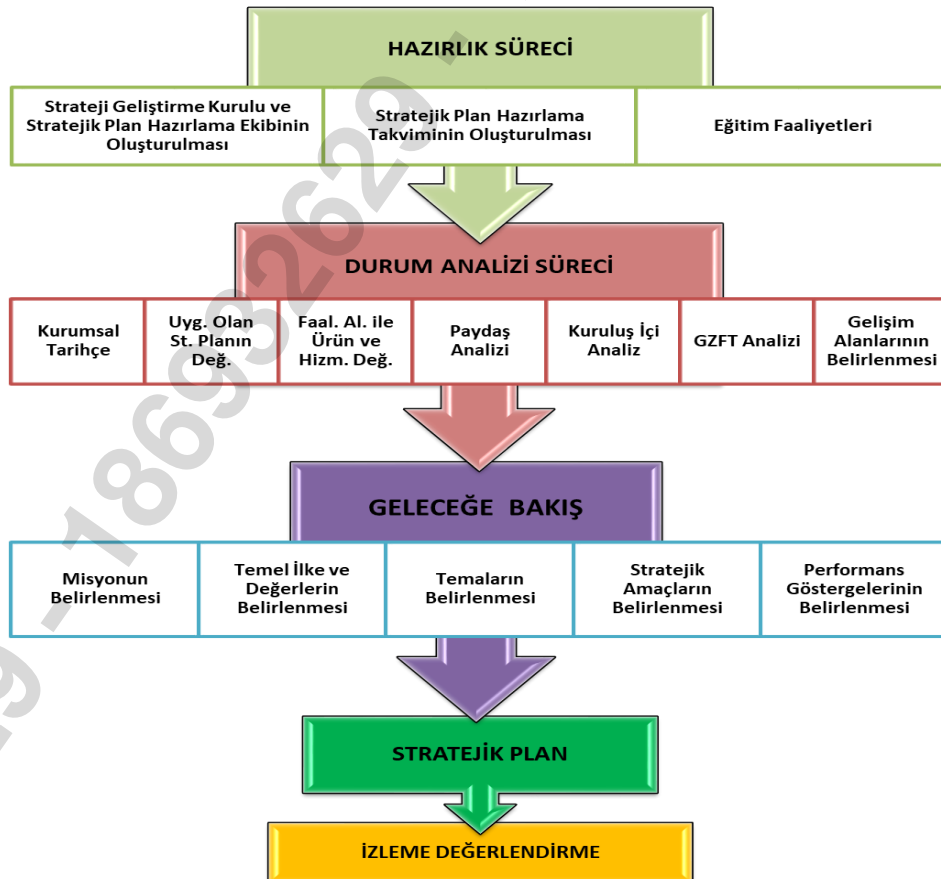 HAZIRLIK SÜRECİ
Strateji Geliştirme Kurulu ve
Stratejik Plan Hazırlama Ekibinin
Oluşturulması
Stratejik Plan Hazırlama
Takviminin Oluşturulması
Eğitim Faaliyetleri
DURUM ANALİZİ SÜRECİ
Kurumsal
Tarihçe
Uyg. Olan
St. Planın
Değ.
Faal. Al. ile
Ürün ve
Hizm. Değ.
Paydaş
Analizi
Kuruluş İçi
Analiz
GZFT Analizi
Gelişim
Alanlarının
Belirlenmesi
GELECEĞE BAKIŞ
Misyonun
Belirlenmesi
Temel İlke ve
Değerlerin
Belirlenmesi
Temaların
Belirlenmesi
Stratejik
Amaçların
Belirlenmesi
Performans
Göstergelerinin
Belirlenmesi
STRATEJİK PLAN
İZLEME DEĞERLENDİRME
29 - 186932629 -